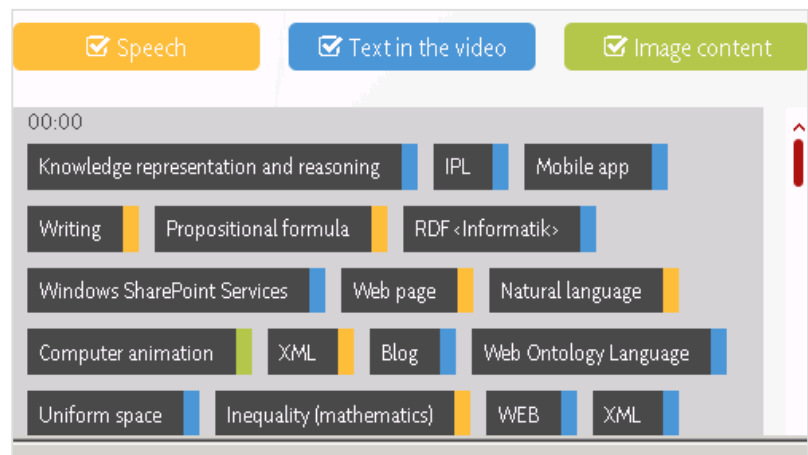 Speech Text in the video Image content
00:00
Knowledge representation and reasoning IPL Mobile app
Writing Propositional formula RDF <Informatik>
Windows SharePoint Services Web page Natural language
Computer animation XML Blog Web Ontology Language
Uniform space Inequality (mathematics) WEB XML